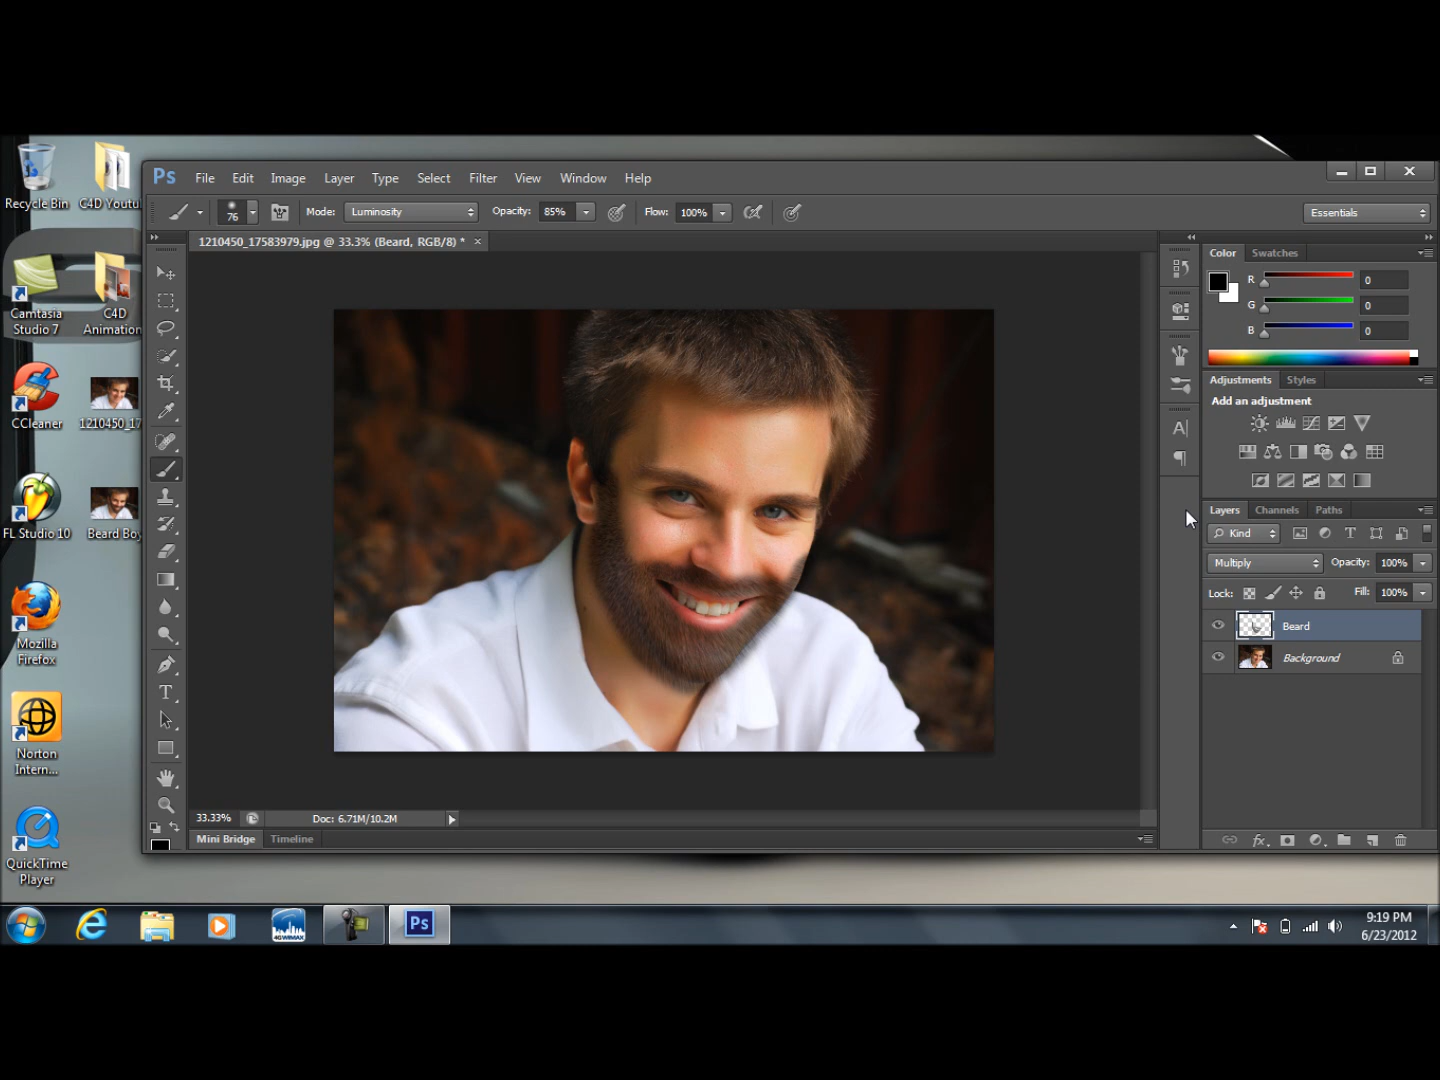 Recycle Bin
C4D Youtu
Camtasia
Studio 7
C4D
Animation
CCleaner
1210450_17
FL Studio 10
Beard Boy
Mozilla
Firefox
Norton
Intern...
QuickTime
Player
Ps
File Edit Image Layer Type Select Filter View Window Help
76 Mode: Luminosity Opacity: 85% Flow: 100% Essentials
1210450_17583979.jpg @ 33.3% (Beard, RGB/8) * ×
Color Swatches
R 0
G 0
B 0
Adjustments Styles
Add an adjustment
Layers Channels Paths
Kind T
Multiply Opacity: 100%
Lock: Fill: 100%
Beard
Background
fx
A
T
33.33% Doc: 6.71M/10.2M
Mini Bridge Timeline
4GWIMAX
Ps
9:19 PM
6/23/2012